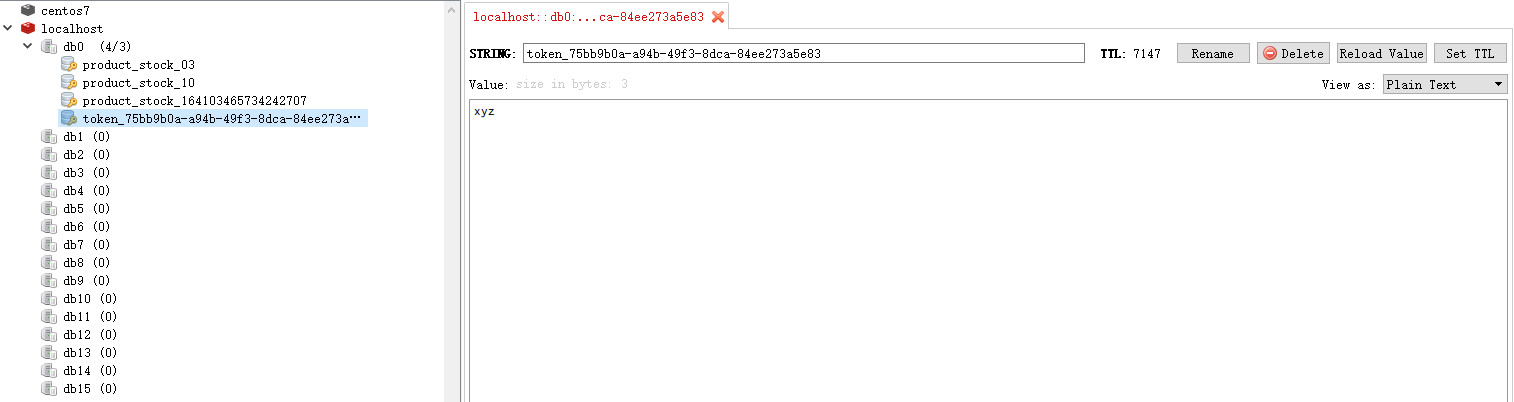 centos7
localhost
db0 (4/3)
product_stock_03
product_stock_10
product_stock_164103465734242707
token_75bb9b0a-a94b-49f3-8dca-84ee273a…
db1 (0)
db2 (0)
db3 (0)
db4 (0)
db5 (0)
db6 (0)
db7 (0)
db8 (0)
db9 (0)
db10 (0)
db11 (0)
db12 (0)
db13 (0)
db14 (0)
db15 (0)
localhost::db0:...ca-84ee273a5e83
STRING: token_75bb9b0a-a94b-49f3-8dca-84ee273a5e83 TTL: 7147 Rename Delete Reload Value Set TTL
Value: size in bytes: 3 View as: Plain Text
xyz